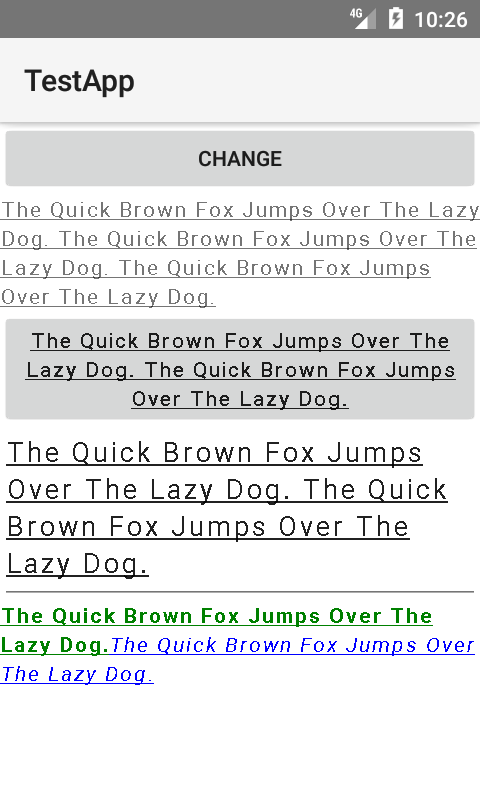 4G 10:26
TestApp
CHANGE
The Quick Brown Fox Jumps Over The Lazy
Dog. The Quick Brown Fox Jumps Over The
Lazy Dog. The Quick Brown Fox Jumps
Over The Lazy Dog.
The Quick Brown Fox Jumps Over The
Lazy Dog. The Quick Brown Fox Jumps
Over The Lazy Dog.
The Quick Brown Fox Jumps
Over The Lazy Dog. The Quick
Brown Fox Jumps Over The
Lazy Dog.
The Quick Brown Fox Jumps Over The
Lazy Dog.The Quick Brown Fox Jumps Over
The Lazy Dog.